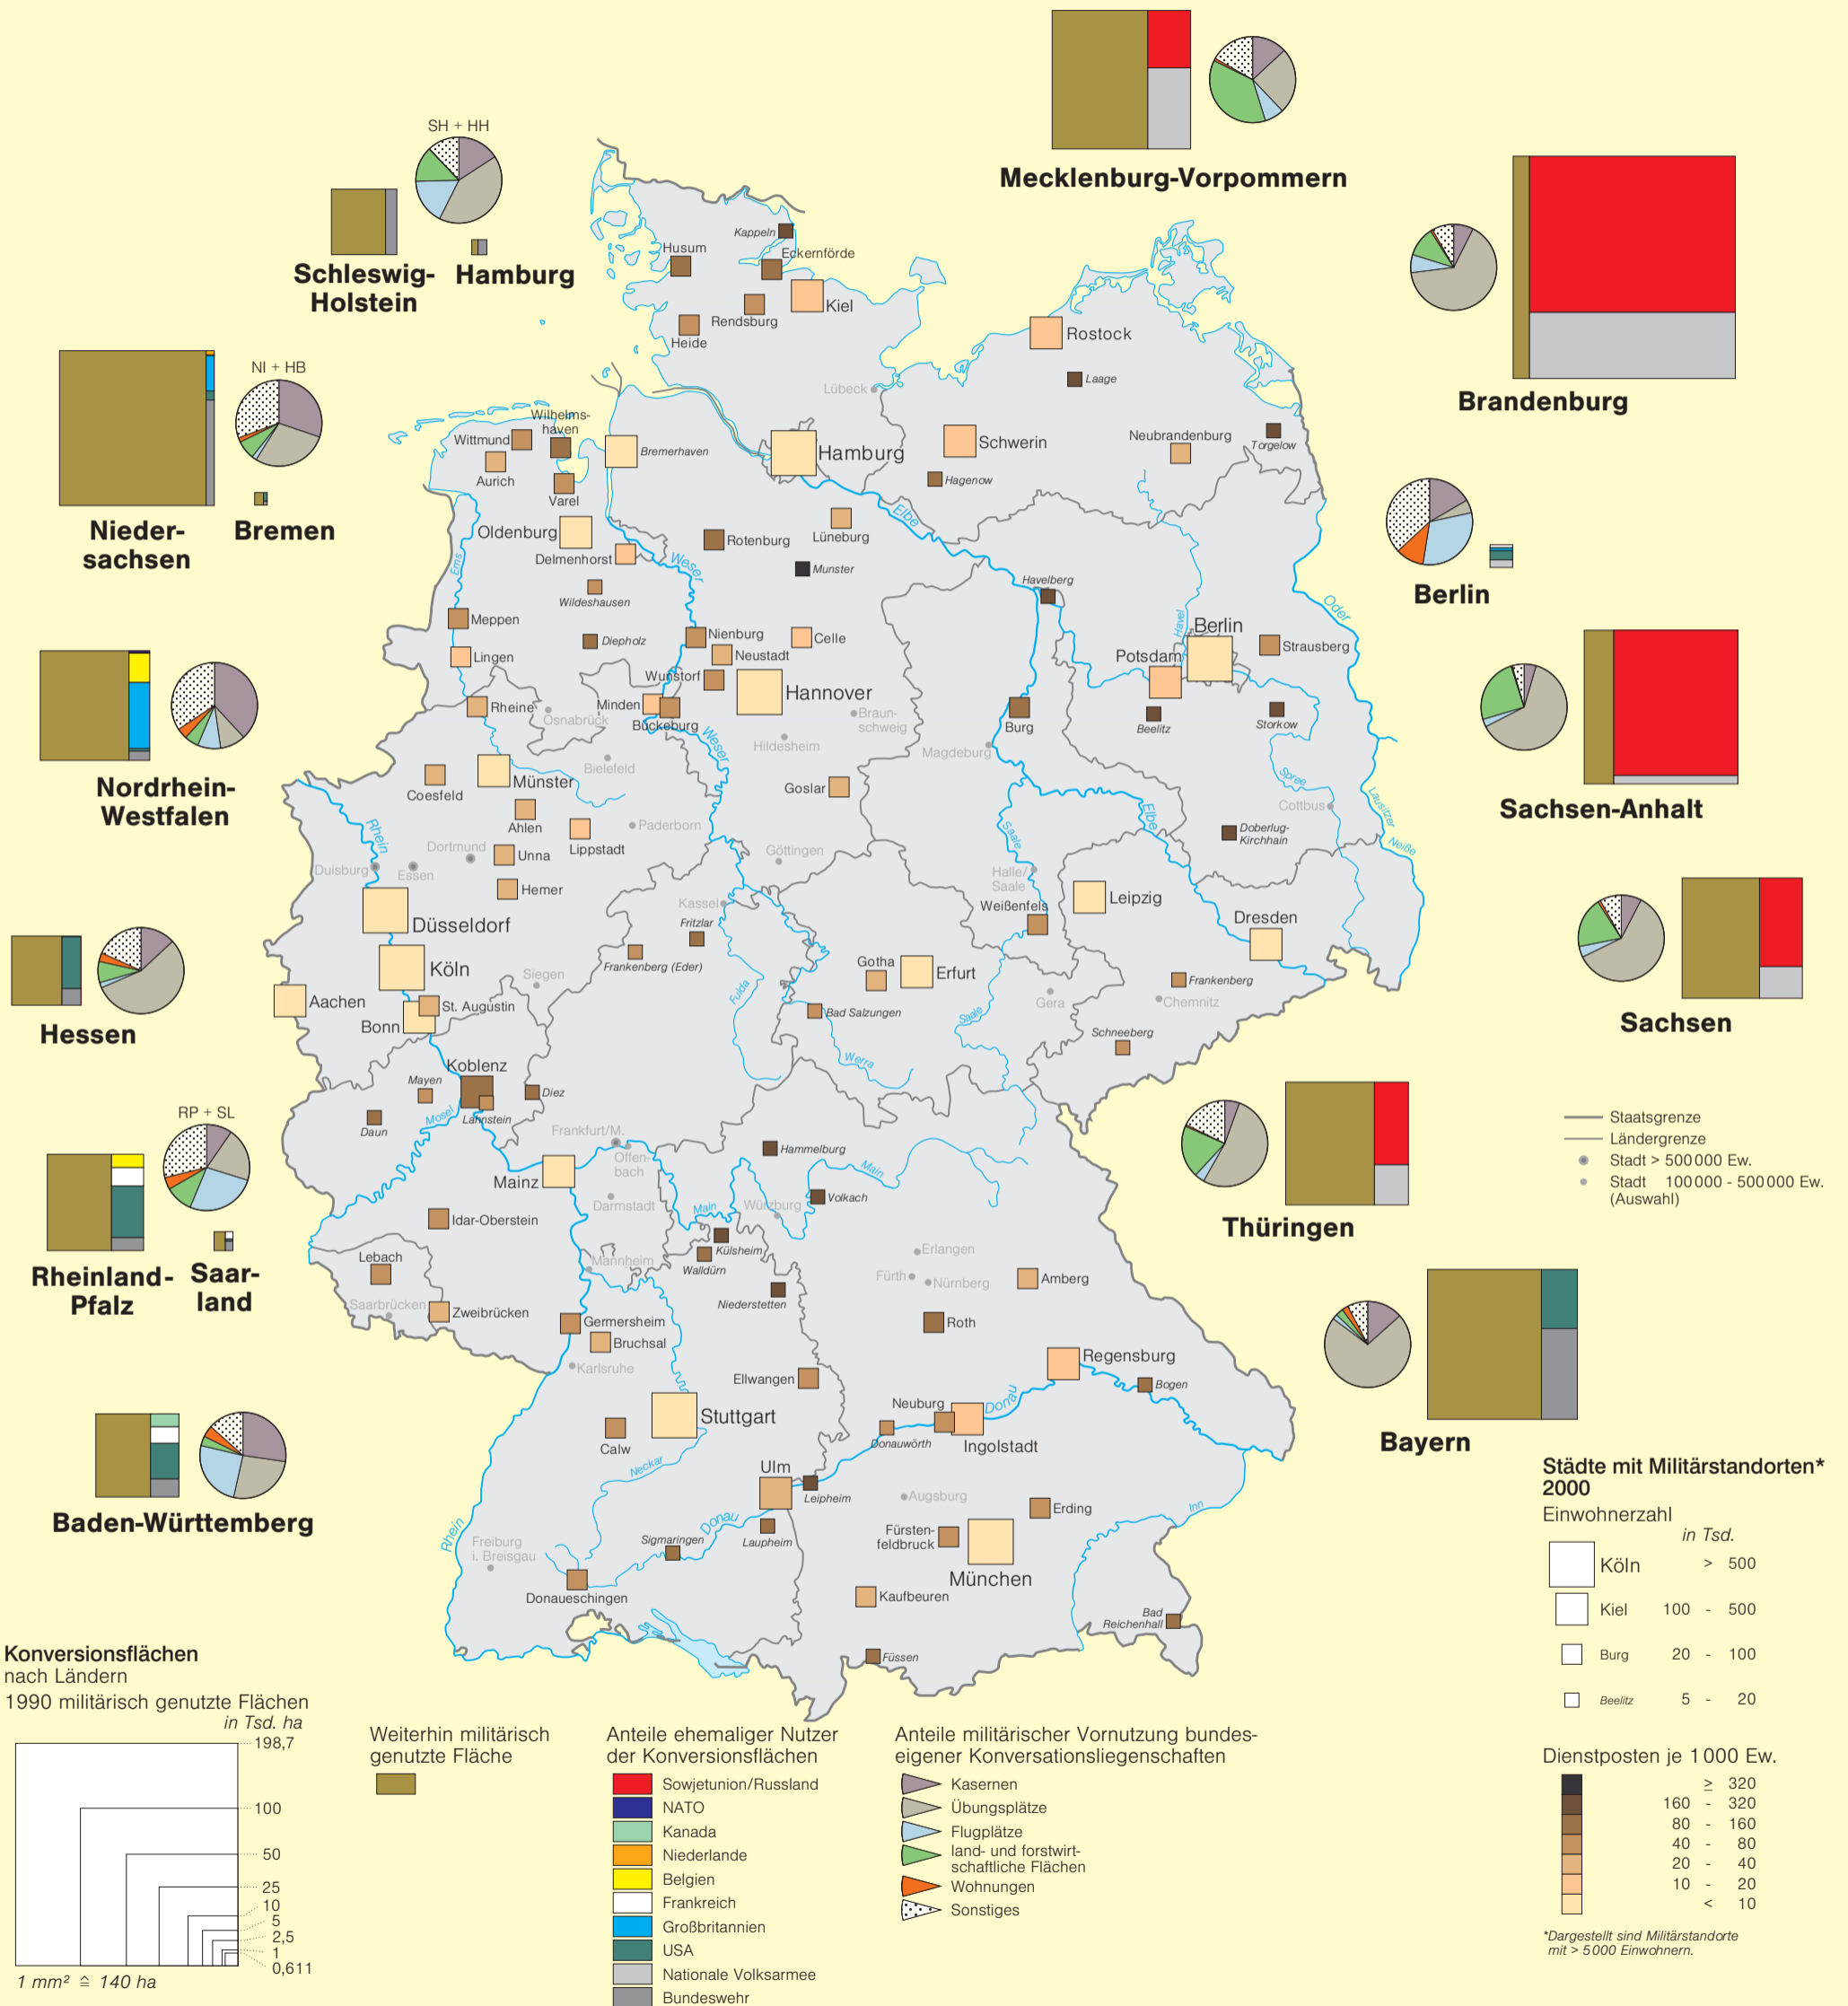 Mecklenburg-Vorpommern
SH + HH
Schleswig-
Holstein
Hamburg
Brandenburg
NI + HB
Nieder-
sachsen
Bremen
Berlin
Nordrhein-
Westfalen
Sachsen-Anhalt
Hessen
Sachsen
RP + SL
Rheinland-
Pfalz
Saar-
land
Thüringen
Baden-Württemberg
Bayern
Kappeln
Husum
Eckernförde
Kiel
Rendsburg
Heide
Rostock
Laage
Lübeck
Wilhelms-
haven
Wittmund
Aurich
Varel
Bremerhaven
Hamburg
Schwerin
Neubrandenburg
Torgelow
Hagenow
Elbe
Oldenburg
Delmenhorst
Ems
Weser
Rotenburg
Lüneburg
Munster
Wildeshausen
Havelberg
Oder
Meppen
Diepholz
Nienburg
Celle
Havel
Berlin
Strausberg
Lingen
Neustadt
Potsdam
Wunstorf
Hannover
Rheine
Osnabrück
Minden
Bückeburg
Braun-
schweig
Burg
Beelitz
Storkow
Weser
Hildesheim
Magdeburg
Bielefeld
Münster
Coesfeld
Goslar
Spree
Cottbus
Lausitzer
Neiße
Ahlen
Lippstadt
Paderborn
Rhein
Elbe
Saale
Doberlug-
Kirchhain
Dortmund
Unna
Göttingen
Duisburg
Essen
Hemer
Halle/
Saale
Leipzig
Kassel
Fritzlar
Weißenfels
Dresden
Düsseldorf
Köln
Siegen
Frankenberg (Eder)
Gotha
Erfurt
Frankenberg
Chemnitz
Gera
Fulda
Aachen
St. Augustin
Bonn
Bad Salzungen
Saale
Schneeberg
Werra
Koblenz
Mayen
Diez
Daun
Mosel
Lahnstein
Frankfurt/M.
Offen-
bach
Hammelburg
Main
Mainz
Darmstadt
Main
Würzburg
Volkach
Idar-Oberstein
Külsheim
Walldürn
Erlangen
Lebach
Mannheim
Fürth
Nürnberg
Amberg
Saarbrücken
Zweibrücken
Niederstetten
Germersheim
Roth
Bruchsal
Karlsruhe
Regensburg
Ellwangen
Bogen
Stuttgart
Neuburg
Donau
Calw
Donauwörth
Ingolstadt
Neckar
Ulm
Leipheim
Augsburg
Erding
Inn
Rhein
Donau
Sigmaringen
Laupheim
Fürsten-
feldbruck
Freiburg
i. Breisgau
München
Donaueschingen
Kaufbeuren
Bad
Reichenhall
Füssen
Staatsgrenze
Ländergrenze
Stadt > 500 000 Ew.
Stadt 100 000 - 500 000 Ew.
(Auswahl)
Städte mit Militärstandorten*
2000
Einwohnerzahl
in Tsd.
Köln > 500
Kiel 100 - 500
Burg 20 - 100
Beelitz 5 - 20
Dienstposten je 1 000 Ew.
≥ 320
160 - 320
80 - 160
40 - 80
20 - 40
10 - 20
< 10
*Dargestellt sind Militärstandorte
mit > 5 000 Einwohnern.
Konversionsflächen
nach Ländern
1990 militärisch genutzte Flächen
in Tsd. ha
198,7
100
50
25
10
5
2,5
1
0,611
1 mm² ≙ 140 ha
Weiterhin militärisch
genutzte Fläche
Anteile ehemaliger Nutzer
der Konversionsflächen
Sowjetunion/Russland
NATO
Kanada
Niederlande
Belgien
Frankreich
Großbritannien
USA
Nationale Volksarmee
Bundeswehr
Anteile militärischer Vornutzung bundes-
eigener Konversationsliegenschaften
Kasernen
Übungsplätze
Flugplätze
land- und forstwirt-
schaftliche Flächen
Wohnungen
Sonstiges